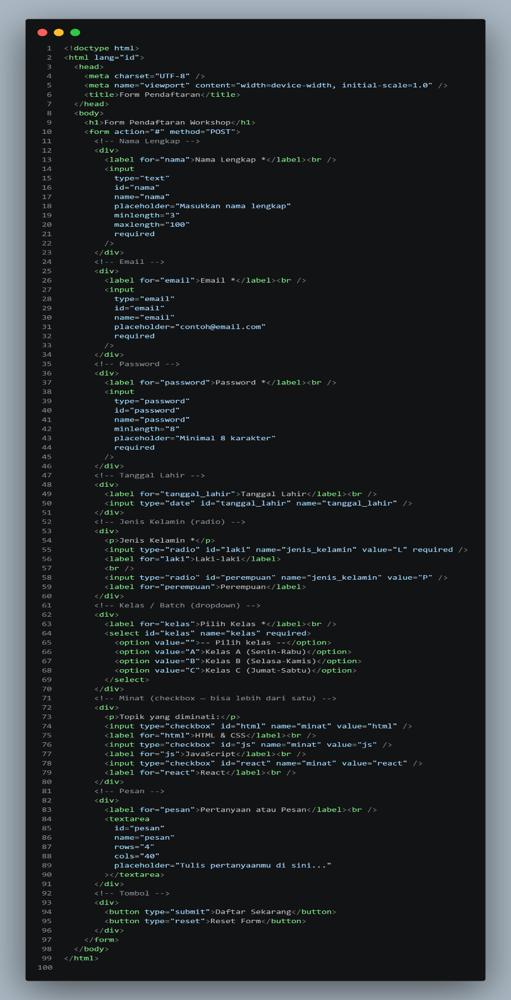 1 <!doctype html>
2 <html lang="id">
3 <head>
4 <meta charset="UTF-8" />
5 <meta name="viewport" content="width=device-width, initial-scale=1.0" />
6 <title>Form Pendaftaran</title>
7 </head>
8 <body>
9 <h1>Form Pendaftaran Workshop</h1>
10 <form action="#" method="POST">
11 <!-- Nama Lengkap -->
12 <div>
13 <label for="nama">Nama Lengkap *</label><br />
14 <input
15 type="text"
16 id="nama"
17 name="nama"
18 placeholder="Masukkan nama lengkap"
19 minlength="3"
20 maxlength="100"
21 required
22 />
23 </div>
24 <!-- Email -->
25 <div>
26 <label for="email">Email *</label><br />
27 <input
28 type="email"
29 id="email"
30 name="email"
31 placeholder="contoh@email.com"
32 required
33 />
34 </div>
35 <!-- Password -->
36 <div>
37 <label for="password">Password *</label><br />
38 <input
39 type="password"
40 id="password"
41 name="password"
42 minlength="8"
43 placeholder="Minimal 8 karakter"
44 required
45 />
46 </div>
47 <!-- Tanggal Lahir -->
48 <div>
49 <label for="tanggal_lahir">Tanggal Lahir</label><br />
50 <input type="date" id="tanggal_lahir" name="tanggal_lahir" />
51 </div>
52 <!-- Jenis Kelamin (radio) -->
53 <div>
54 <p>Jenis Kelamin *</p>
55 <input type="radio" id="laki" name="jenis_kelamin" value="L" required />
56 <label for="laki">Laki-laki</label>
57 <br />
58 <input type="radio" id="perempuan" name="jenis_kelamin" value="P" />
59 <label for="perempuan">Perempuan</label>
60 </div>
61 <!-- Kelas / Batch (dropdown) -->
62 <div>
63 <label for="kelas">Pilih Kelas *</label><br />
64 <select id="kelas" name="kelas" required>
65 <option value="">-- Pilih kelas --</option>
66 <option value="A">Kelas A (Senin-Rabu)</option>
67 <option value="B">Kelas B (Selasa-Kamis)</option>
68 <option value="C">Kelas C (Jumat-Sabtu)</option>
69 </select>
70 </div>
71 <!-- Minat (checkbox — bisa lebih dari satu) -->
72 <div>
73 <p>Topik yang diminati:</p>
74 <input type="checkbox" id="html" name="minat" value="html" />
75 <label for="html">HTML & CSS</label><br />
76 <input type="checkbox" id="js" name="minat" value="js" />
77 <label for="js">JavaScript</label><br />
78 <input type="checkbox" id="react" name="minat" value="react" />
79 <label for="react">React</label><br />
80 </div>
81 <!-- Pesan -->
82 <div>
83 <label for="pesan">Pertanyaan atau Pesan</label><br />
84 <textarea
85 id="pesan"
86 name="pesan"
87 rows="4"
88 cols="40"
89 placeholder="Tulis pertanyaanmu di sini..."
90 ></textarea>
91 </div>
92 <!-- Tombol -->
93 <div>
94 <button type="submit">Daftar Sekarang</button>
95 <button type="reset">Reset Form</button>
96 </div>
97 </form>
98 </body>
99 </html>
100